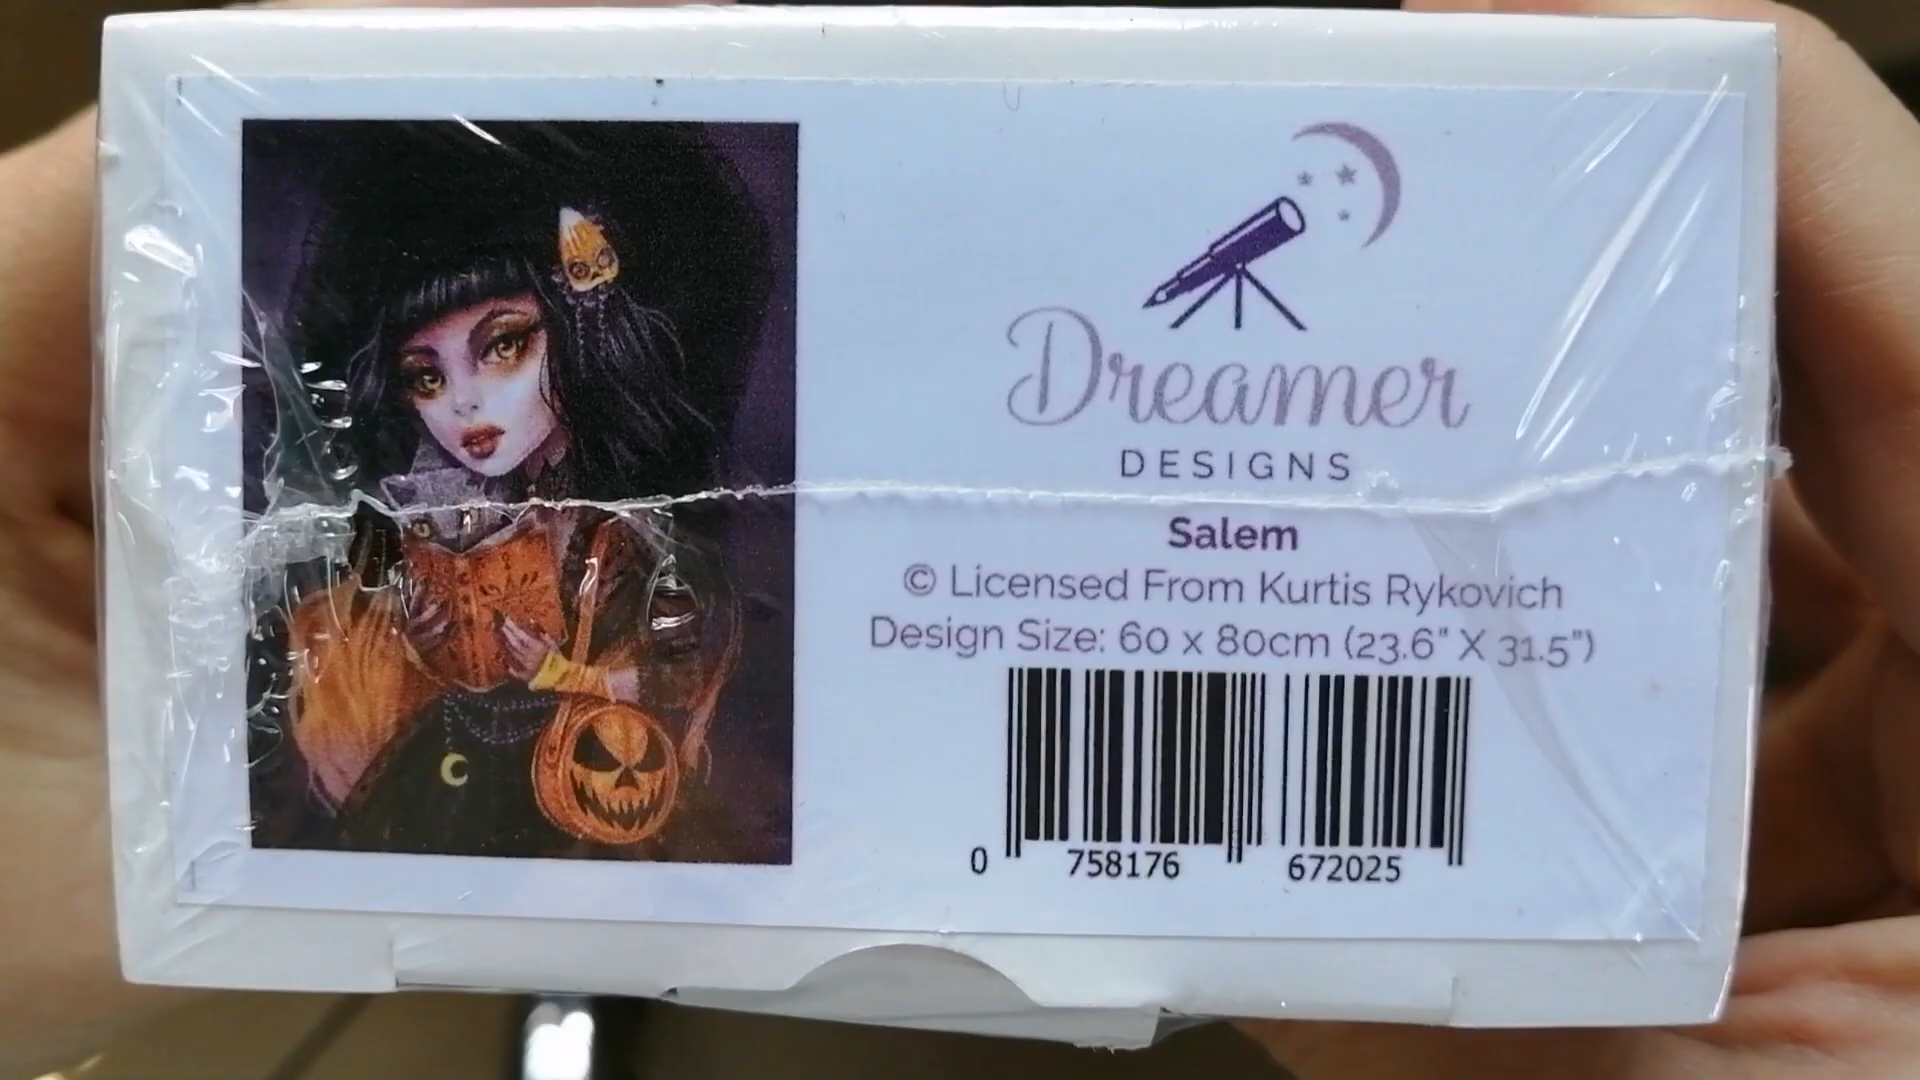 Dreamer
DESIGNS
Salem
© Licensed From Kurtis Rykovich
Design Size: 60 x 80cm (23.6" X 31.5")
0 758176 672025